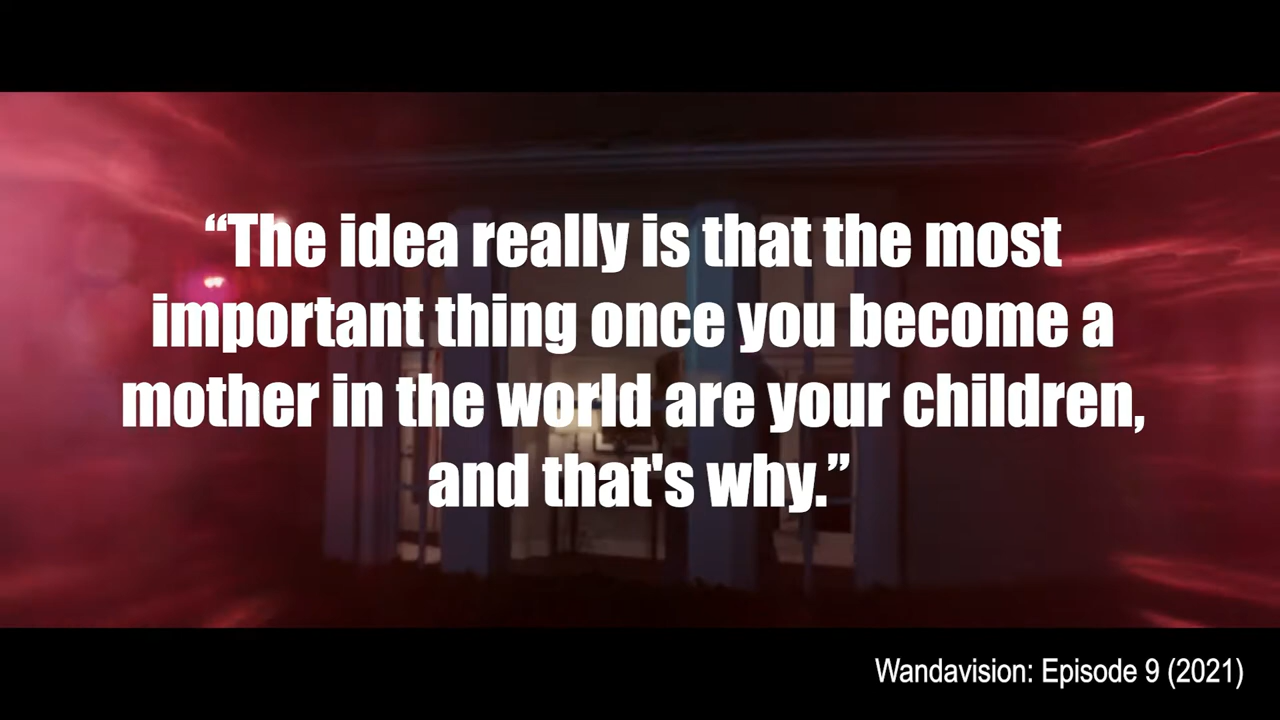 “The idea really is that the most
important thing once you become a
mother in the world are your children,
and that's why.”
Wandavision: Episode 9 (2021)